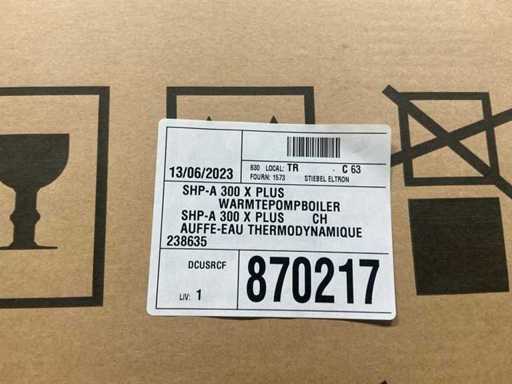 13/06/2023
830 LOCAL: TR - C 63
FOURN: 1573 STIEBEL ELTRON
SHP-A 300 X PLUS
WARMTEPOMPBOILER
SHP-A 300 X PLUS CH
AUFFE-EAU THERMODYNAMIQUE
238635
DCUSRCF
LIV: 1
870217